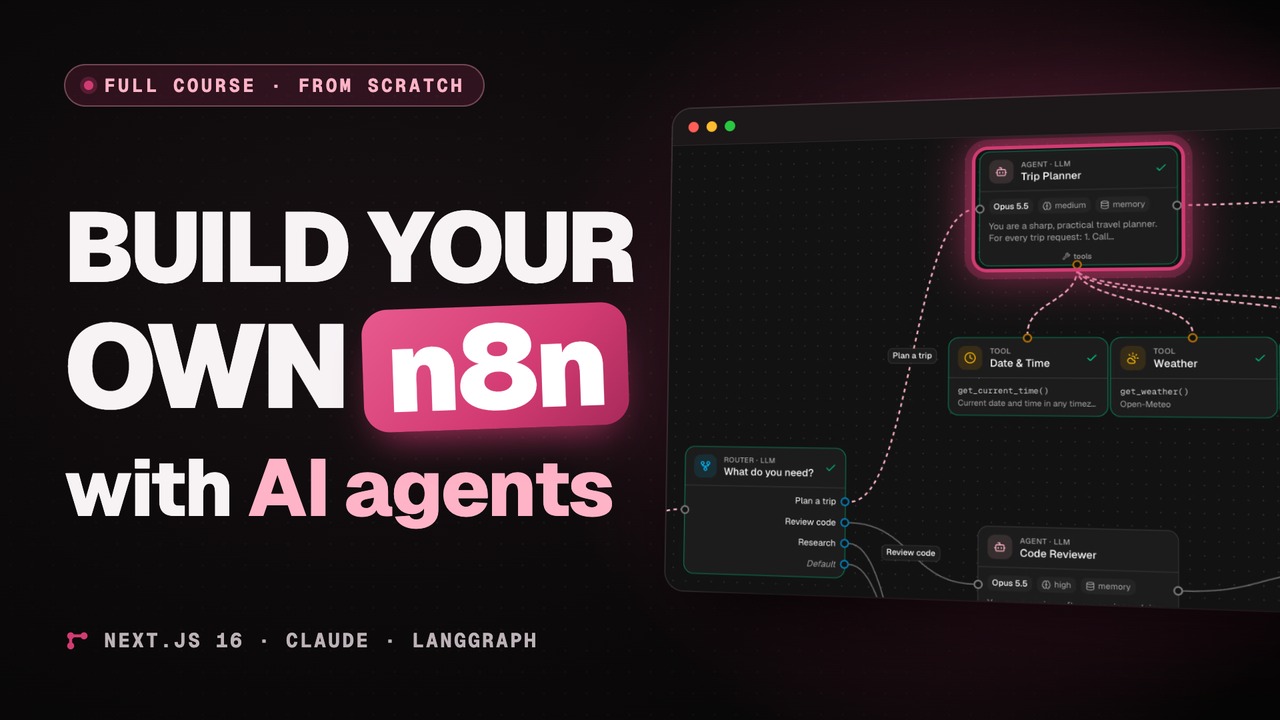 FULL COURSE · FROM SCRATCH
BUILD YOUR
OWN n8n
with AI agents
NEXT.JS 16 · CLAUDE · LANGGRAPH
AGENT · LLM
Trip Planner
Opus 5.5 medium memory
You are a sharp, practical travel planner.
For every trip request: 1. Call...
tools
Plan a trip
TOOL
Date & Time
get_current_time()
Current date and time in any timez...
TOOL
Weather
get_weather()
Open-Meteo
ROUTER · LLM
What do you need?
Plan a trip
Review code
Research
Default
Review code
AGENT · LLM
Code Reviewer
Opus 5.5 high memory